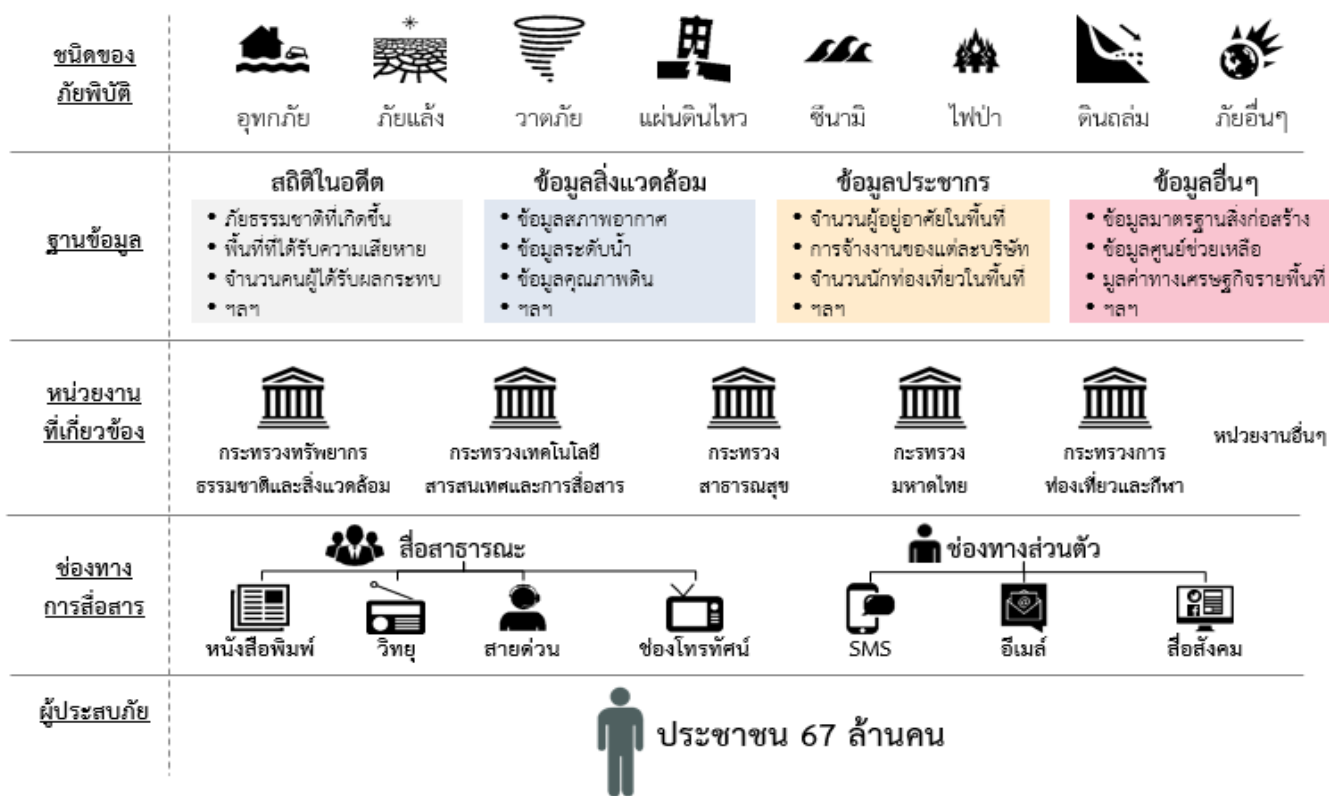 ชนิดของ
ภัยพิบัติ
อุทกภัย
ภัยแล้ง
วาตภัย
แผ่นดินไหว
ซึนามิ
ไฟป่า
ดินถล่ม
ภัยอื่นๆ
ฐานข้อมูล
สถิติในอดีต
• ภัยธรรมชาติที่เกิดขึ้น
• พื้นที่ที่ได้รับความเสียหาย
• จำนวนคนผู้ได้รับผลกระทบ
• ฯลฯ
ข้อมูลสิ่งแวดล้อม
• ข้อมูลสภาพอากาศ
• ข้อมูลระดับน้ำ
• ข้อมูลคุณภาพดิน
• ฯลฯ
ข้อมูลประชากร
• จำนวนผู้อยู่อาศัยในพื้นที่
• การจ้างงานของแต่ละบริษัท
• จำนวนนักท่องเที่ยวในพื้นที่
• ฯลฯ
ข้อมูลอื่นๆ
• ข้อมูลมาตรฐานสิ่งก่อสร้าง
• ข้อมูลศูนย์ช่วยเหลือ
• มูลค่าทางเศรษฐกิจรายพื้นที่
• ฯลฯ
หน่วยงาน
ที่เกี่ยวข้อง
กระทรวงทรัพยากร
ธรรมชาติและสิ่งแวดล้อม
กระทรวงเทคโนโลยี
สารสนเทศและการสื่อสาร
กระทรวง
สาธารณสุข
กะรทรวง
มหาดไทย
กระทรวงการ
ท่องเที่ยวและกีฬา
หน่วยงานอื่นๆ
ช่องทาง
การสื่อสาร
สื่อสาธารณะ
หนังสือพิมพ์
วิทยุ
สายด่วน
ช่องโทรทัศน์
ช่องทางส่วนตัว
SMS
อีเมล์
สื่อสังคม
ผู้ประสบภัย
ประชาชน 67 ล้านคน